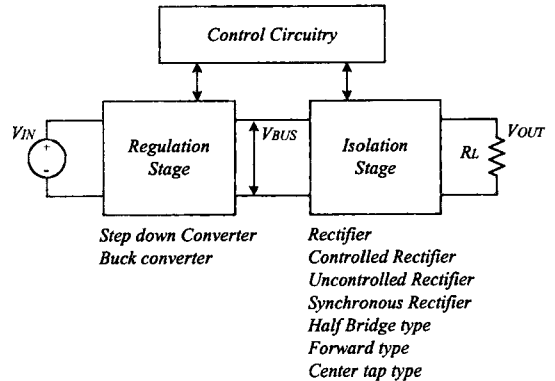 Control Circuitry
VIN
+
-
Regulation
Stage
VBUS
Isolation
Stage
RL
VOUT
Step down Converter
Buck converter
Rectifier
Controlled Rectifier
Uncontrolled Rectifier
Synchronous Rectifier
Half Bridge type
Forward type
Center tap type